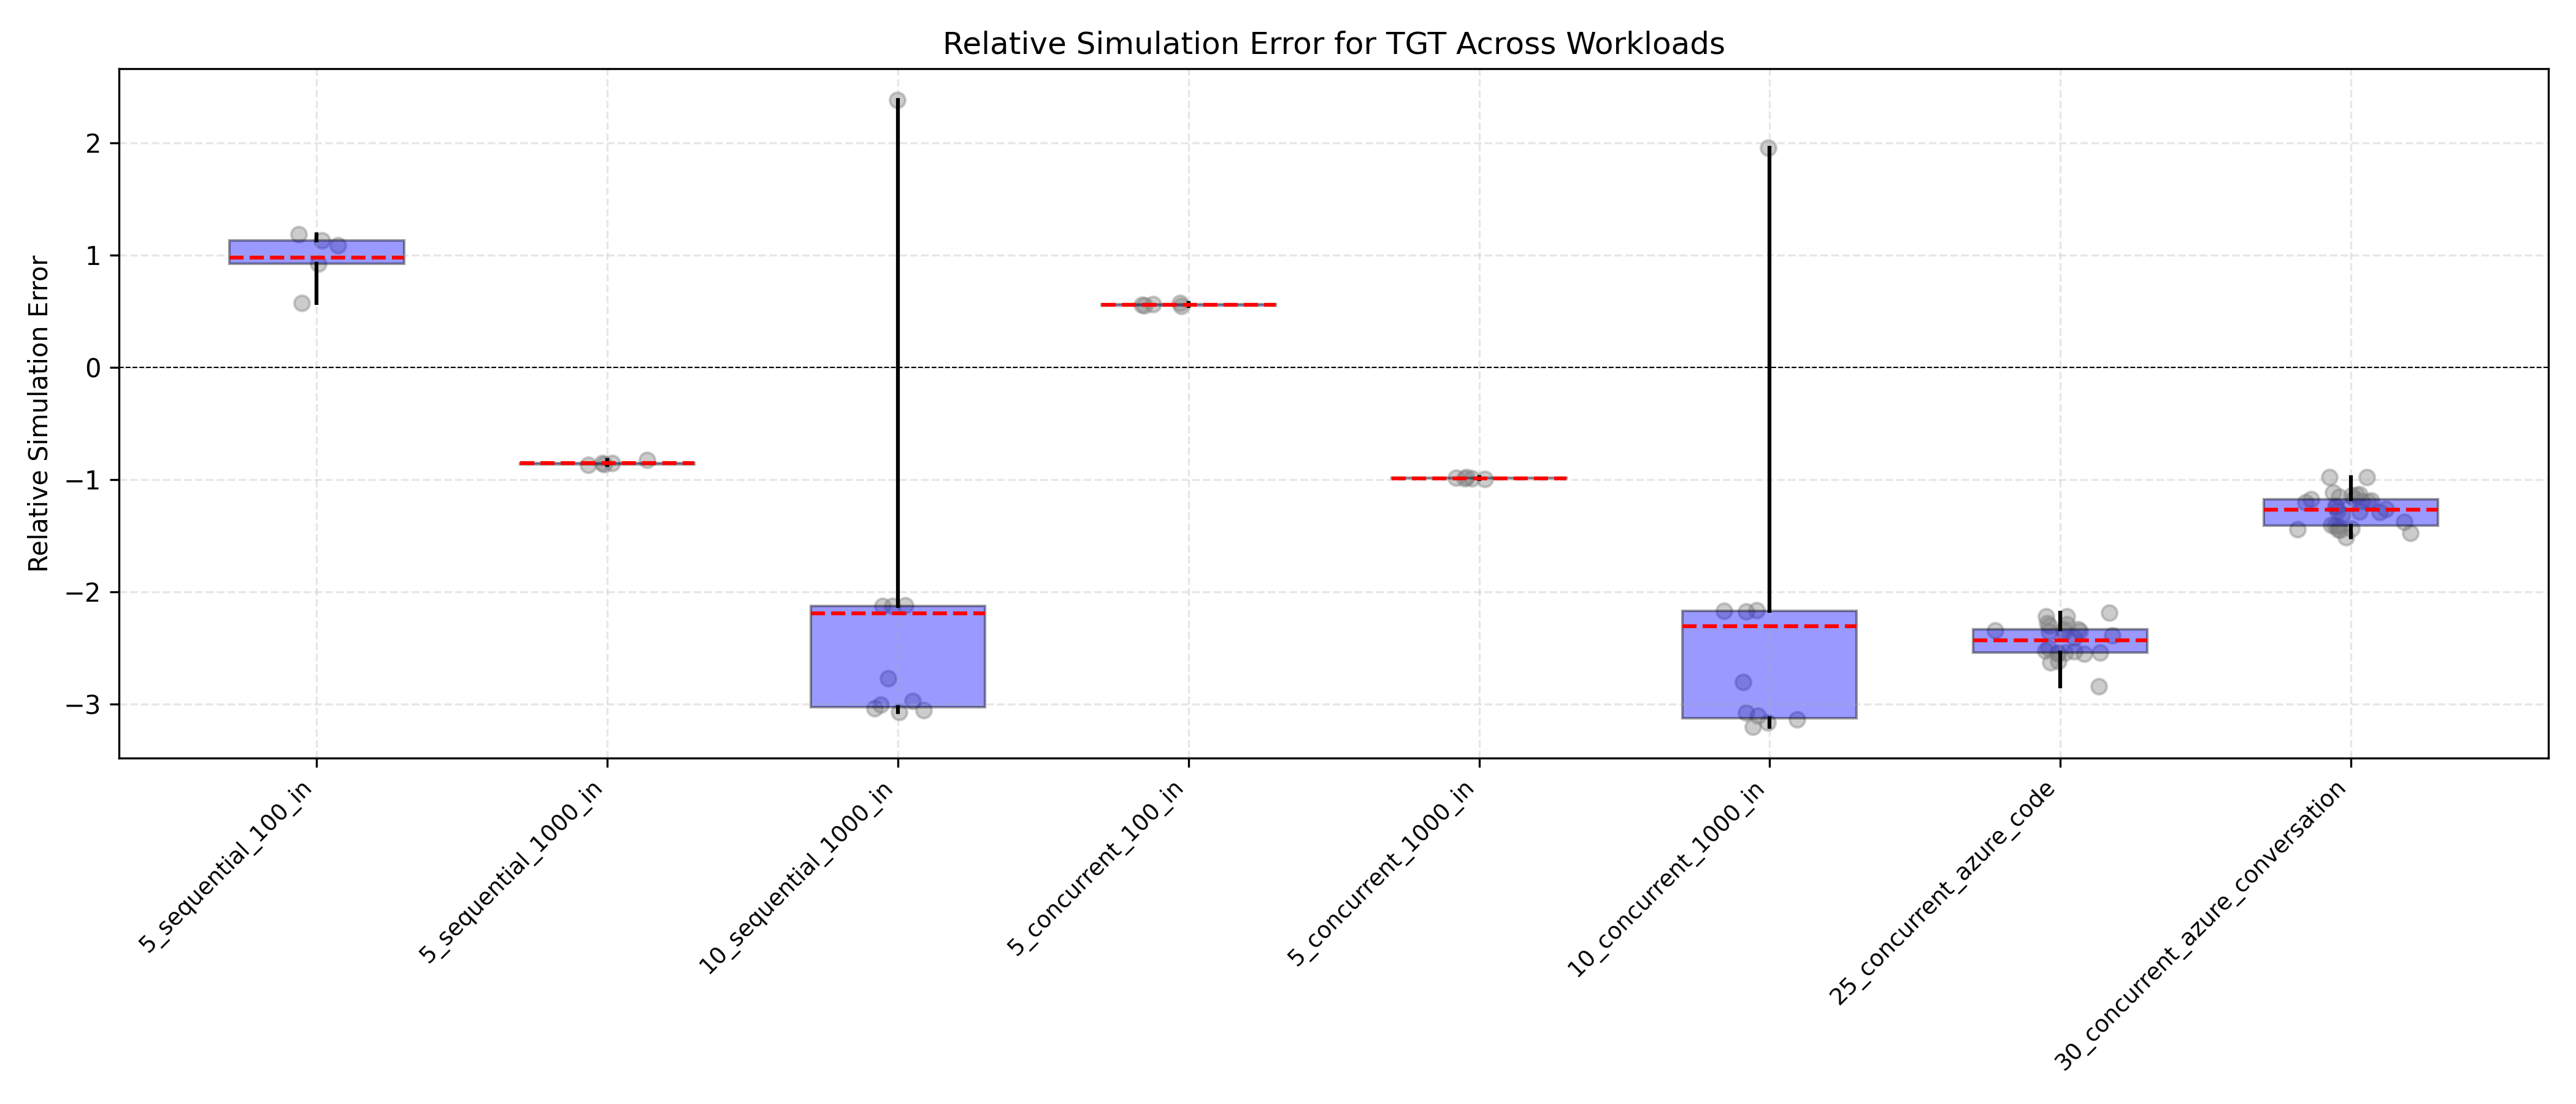 Relative Simulation Error for TGT Across Workloads
Relative Simulation Error
2
1
0
−1
−2
−3
5_sequential_100_in
5_sequential_1000_in
10_sequential_1000_in
5_concurrent_100_in
5_concurrent_1000_in
10_concurrent_1000_in
25_concurrent_azure_code
30_concurrent_azure_conversation